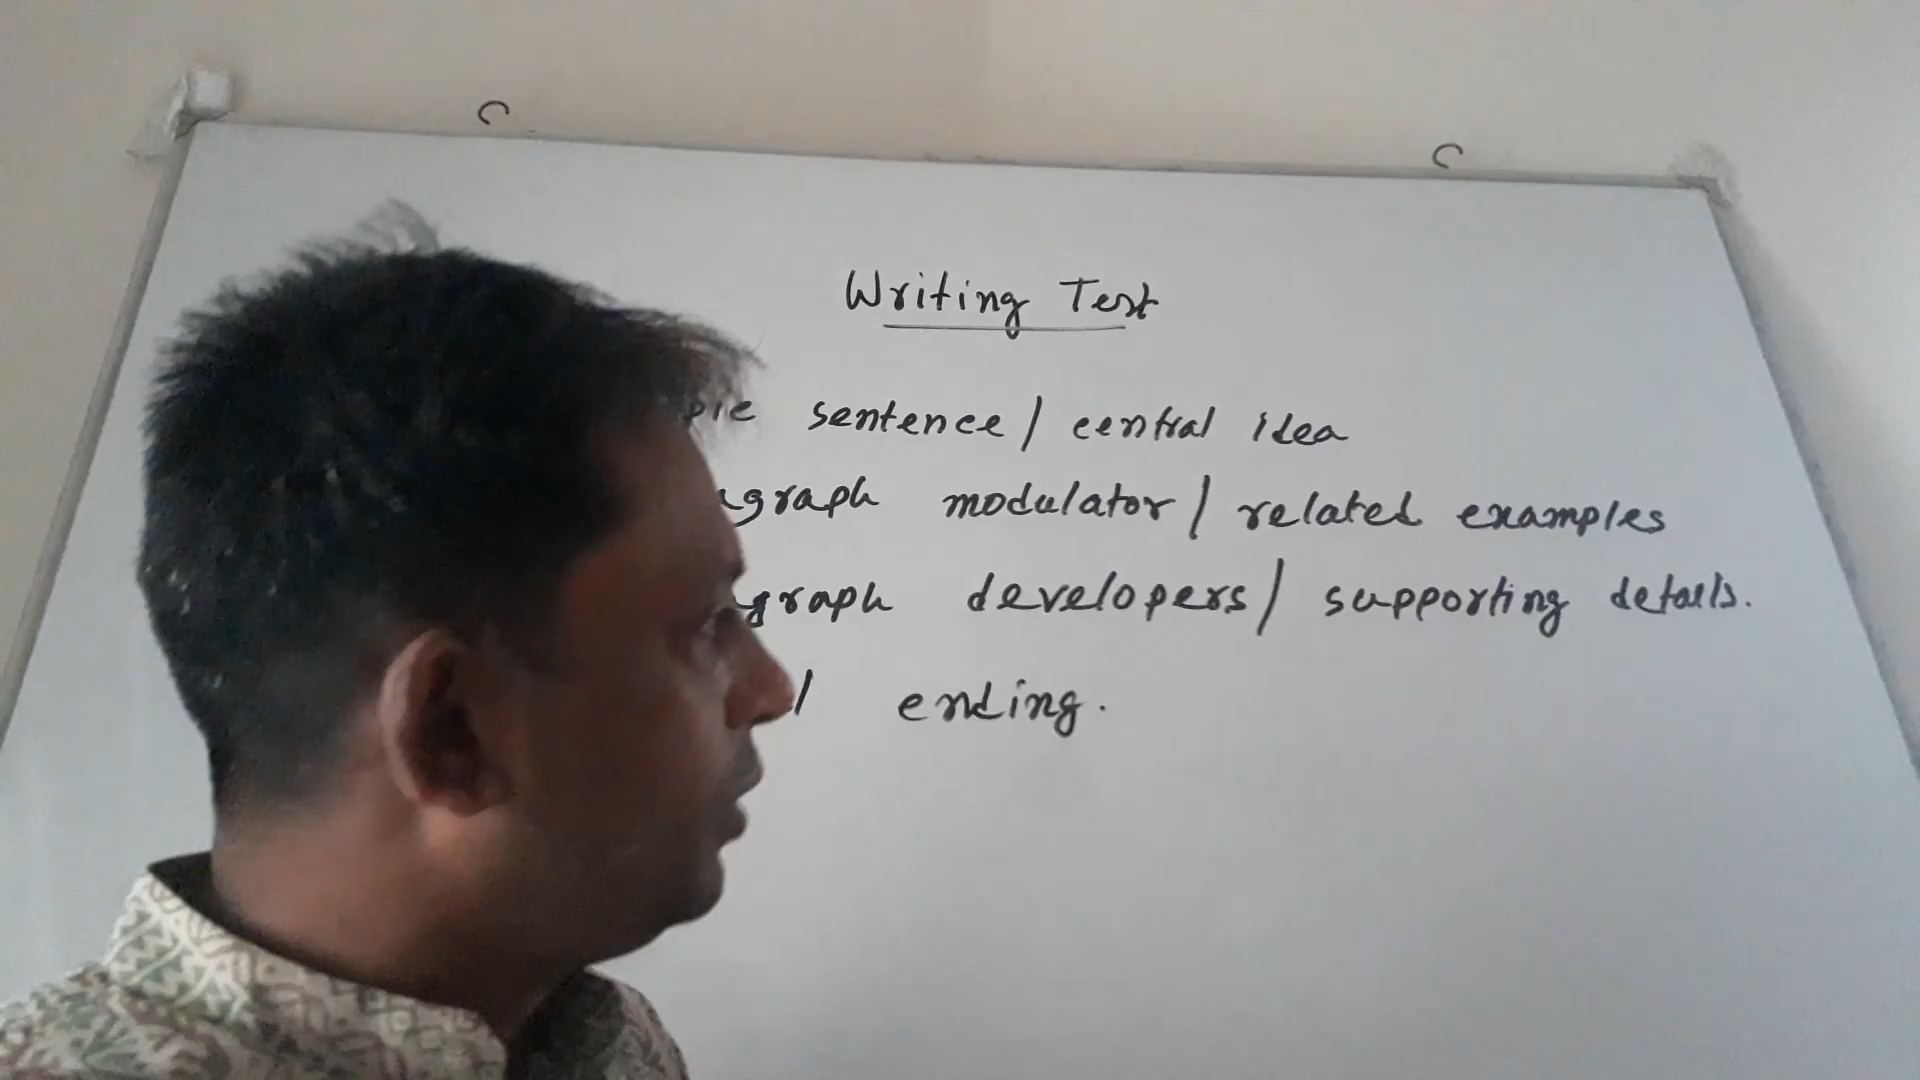 Writing Test
sentence / central idea
modulator / related examples
developers / supporting details.
/ ending.